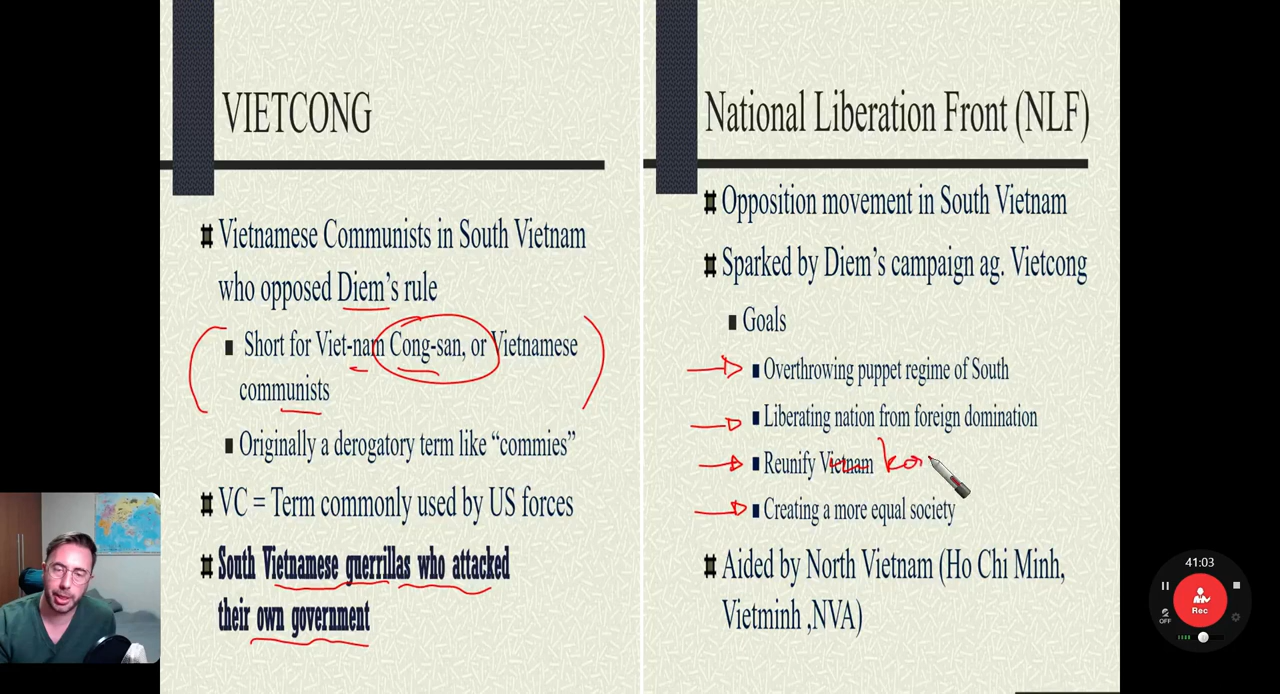 VIETCONG
Vietnamese Communists in South Vietnam
who opposed Diem's rule
Short for Viet-nam Cong-san, or Vietnamese
communists
Originally a derogatory term like “commies”
VC = Term commonly used by US forces
South Vietnamese guerrillas who attacked
their own government
National Liberation Front (NLF)
Opposition movement in South Vietnam
Sparked by Diem's campaign ag. Vietcong
Goals
Overthrowing puppet regime of South
Liberating nation from foreign domination
Reunify Vietnam Ko
Creating a more equal society
Aided by North Vietnam (Ho Chi Minh,
Vietminh ,NVA)
41:03
Rec
OFF